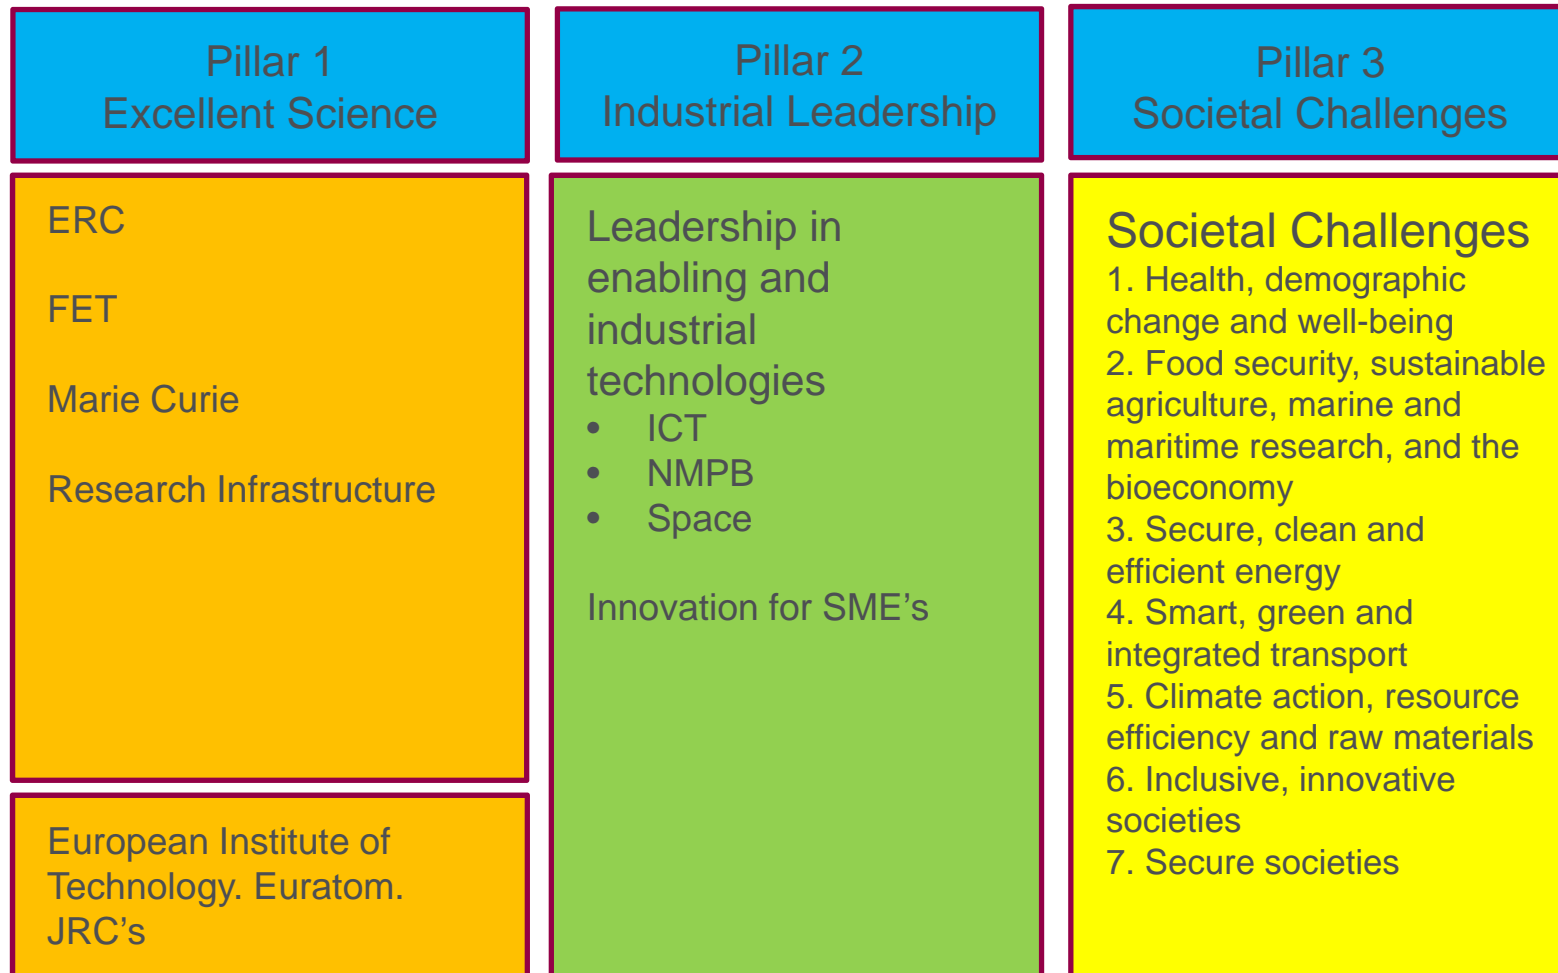 Pillar 1
Excellent Science
Pillar 2
Industrial Leadership
Pillar 3
Societal Challenges
ERC
FET
Marie Curie
Research Infrastructure
European Institute of
Technology. Euratom.
JRC’s
Leadership in
enabling and
industrial
technologies
• ICT
• NMPB
• Space
Innovation for SME’s
Societal Challenges
1. Health, demographic
change and well-being
2. Food security, sustainable
agriculture, marine and
maritime research, and the
bioeconomy
3. Secure, clean and
efficient energy
4. Smart, green and
integrated transport
5. Climate action, resource
efficiency and raw materials
6. Inclusive, innovative
societies
7. Secure societies